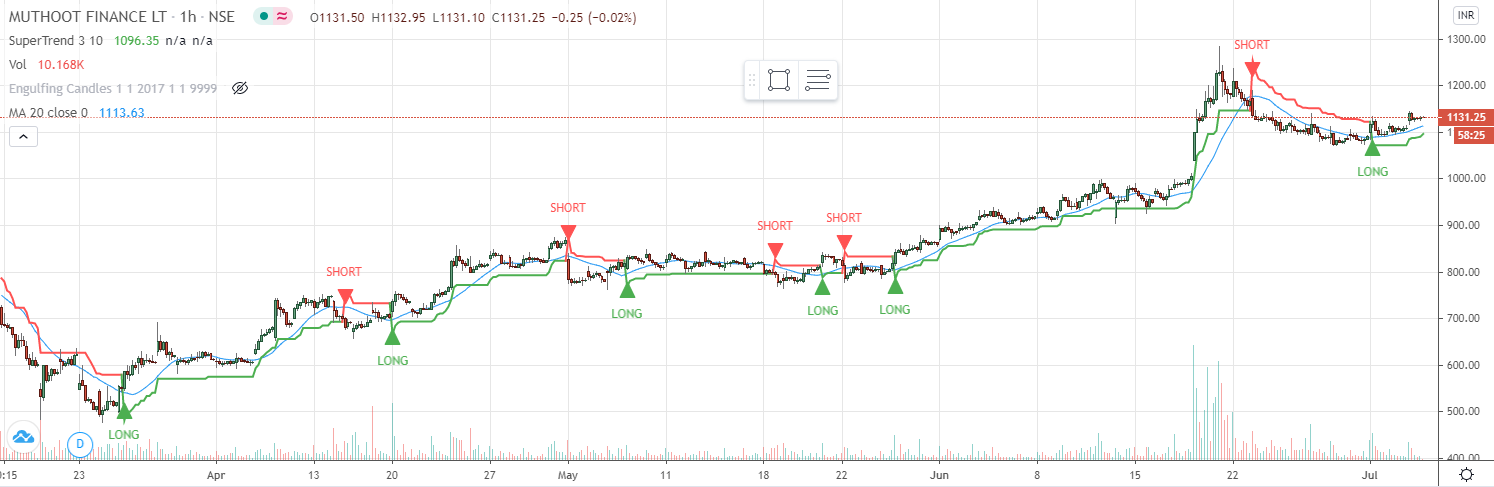 MUTHOOT FINANCE LT · 1h · NSE O1131.50 H1132.95 L1131.10 C1131.25 −0.25 (−0.02%)
INR
SuperTrend 3 10 1096.35 n/a n/a
Vol 10.168K
Engulfing Candles 1 1 2017 1 1 9999
MA 20 close 0 1113.63
1300.00
1200.00
1131.25
58:25
1000.00
900.00
800.00
700.00
600.00
500.00
400.00
SHORT
SHORT
SHORT
SHORT
SHORT
LONG
LONG
LONG
LONG
LONG
LONG
D
0:15 23 Apr 13 20 27 May 11 18 22 Jun 8 15 22 Jul